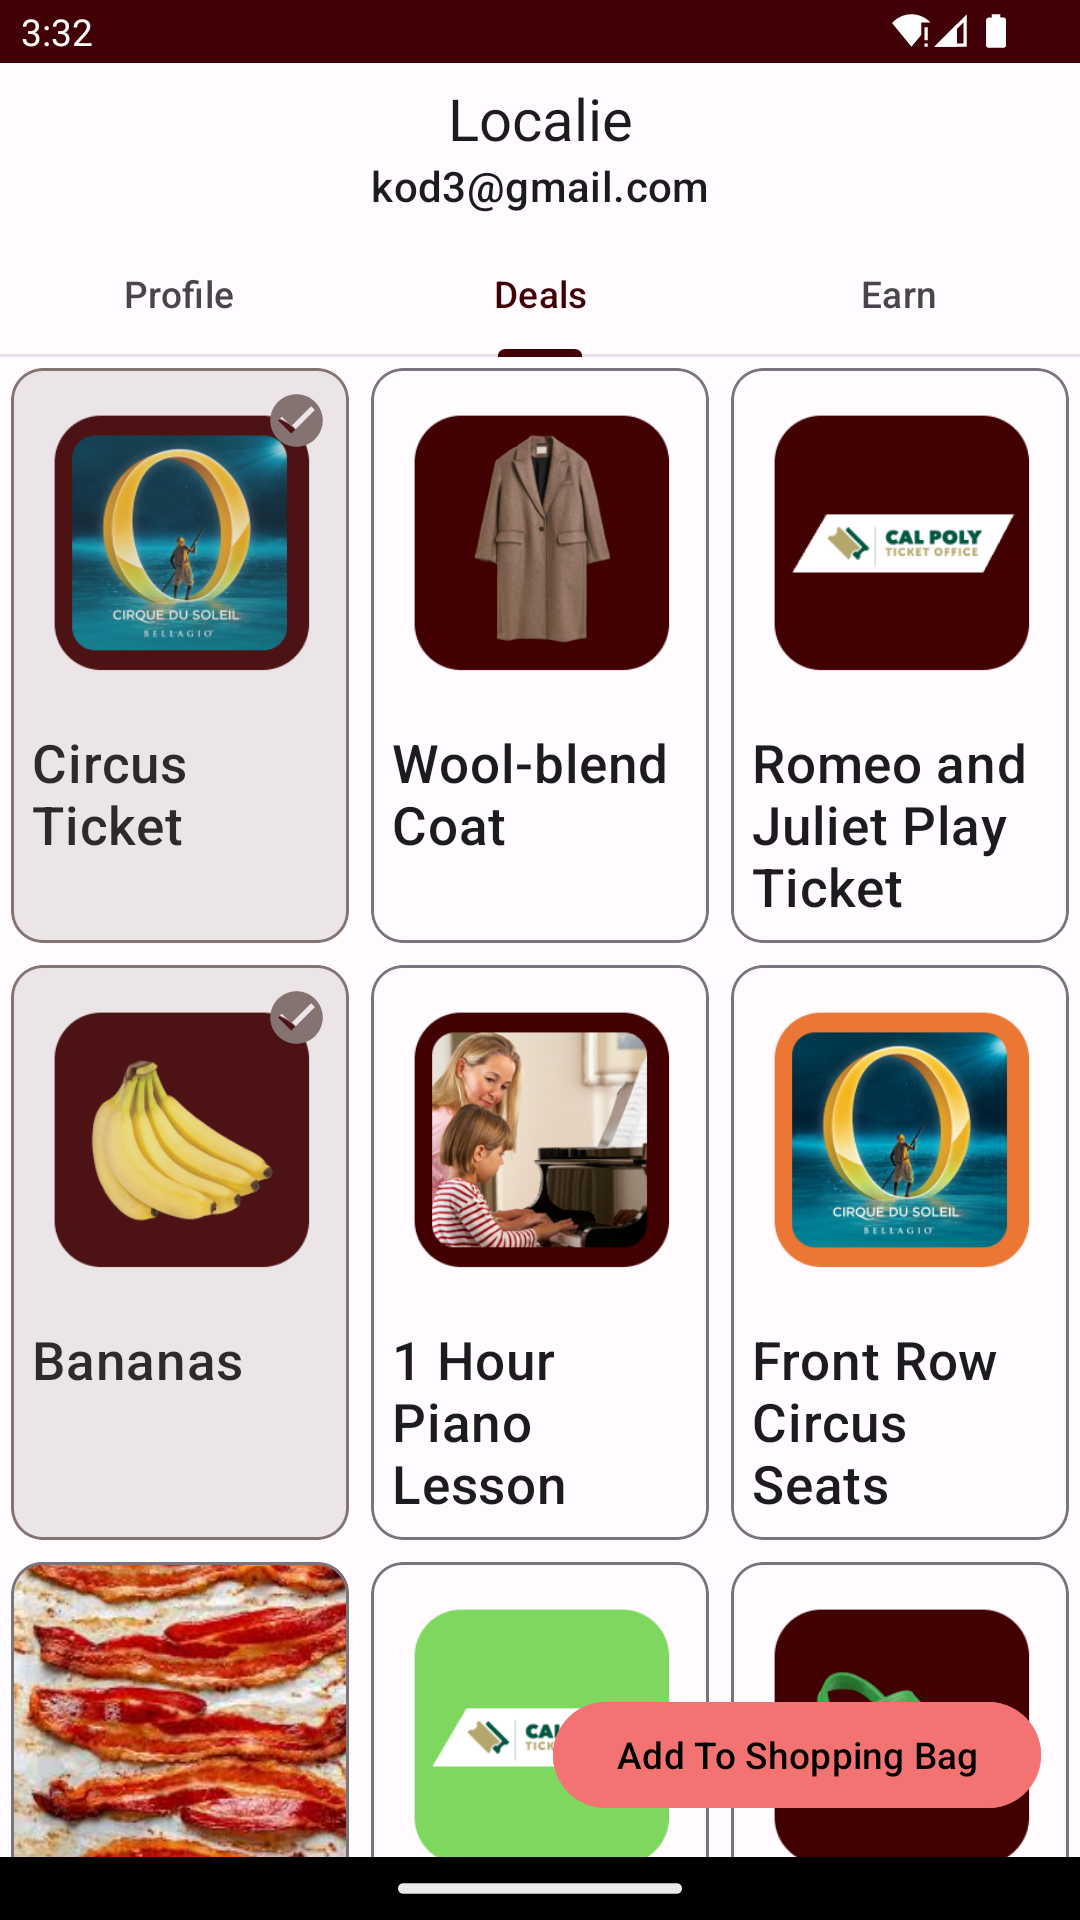 3:32
Localie
kod3@gmail.com
Profile
Deals
Earn
CIRQUE DU SOLEIL
BELLAGIO
CAL POLY
TICKET OFFICE
Circus
Ticket
Wool-blend
Coat
Romeo and
Juliet Play
Ticket
CIRQUE DU SOLEIL
BELLAGIO
Bananas
1 Hour
Piano
Lesson
Front Row
Circus
Seats
Add To Shopping Bag